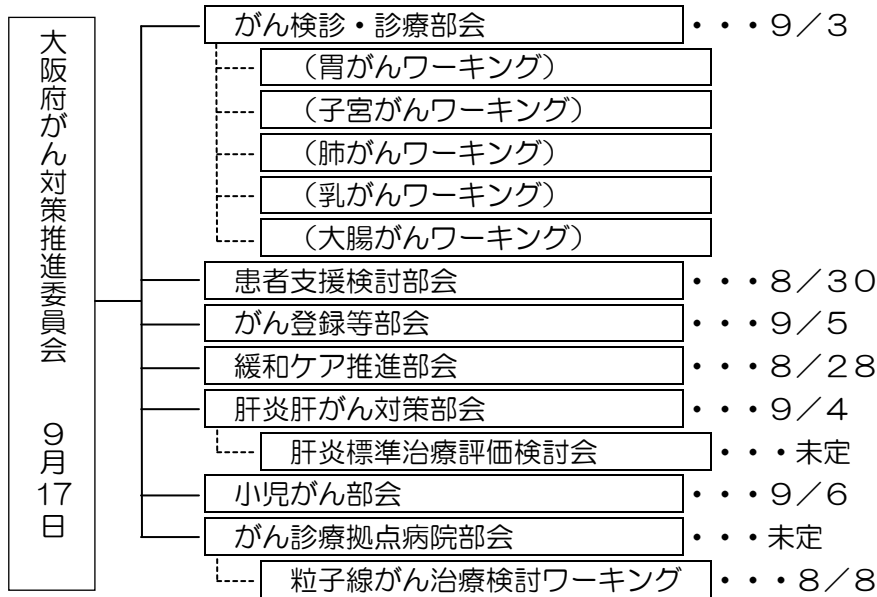 大阪府がん対策推進委員会　９月17日
がん検診・診療部会・・・９／３
（胃がんワーキング）
（子宮がんワーキング）
（肺がんワーキング）
（乳がんワーキング）
（大腸がんワーキング）
患者支援検討部会・・・８／３０
がん登録等部会・・・９／５
緩和ケア推進部会・・・８／２８
肝炎肝がん対策部会・・・９／４
肝炎標準治療評価検討会・・・未定
小児がん部会・・・９／６
がん診療拠点病院部会・・・未定
粒子線がん治療検討ワーキング・・・８／８